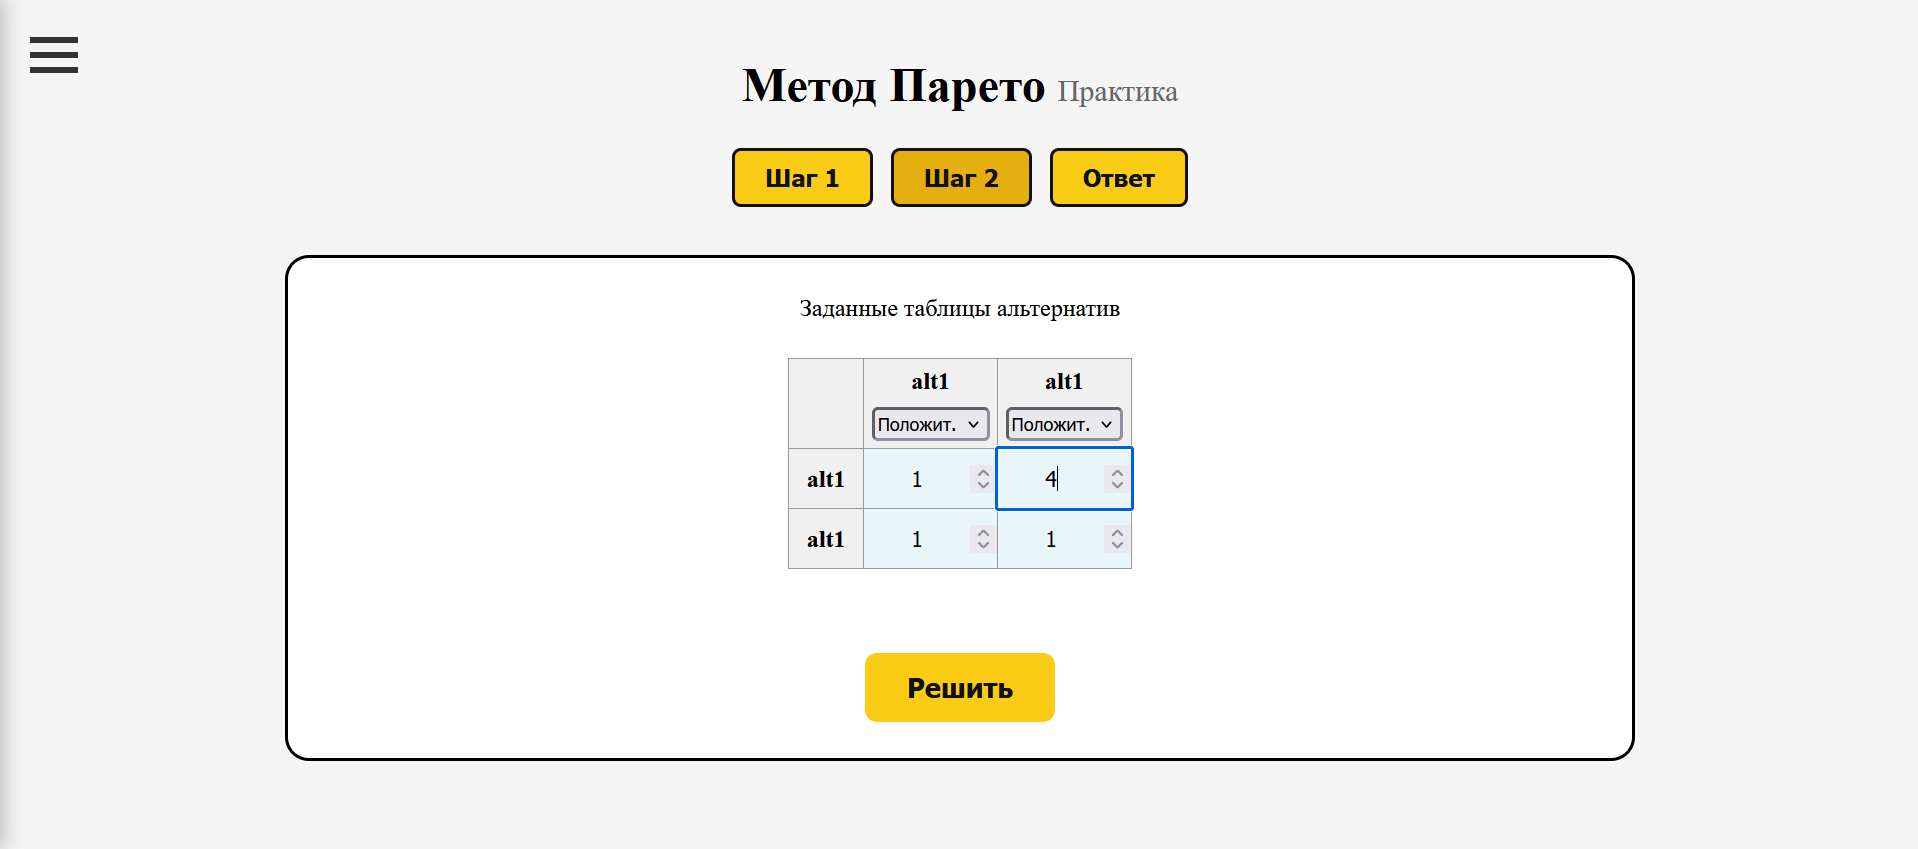 Метод Парето Практика
Шаг 1 Шаг 2 Ответ
Заданные таблицы альтернатив
alt1 alt1
Положит. Положит.
alt1 1 4
alt1 1 1
Решить